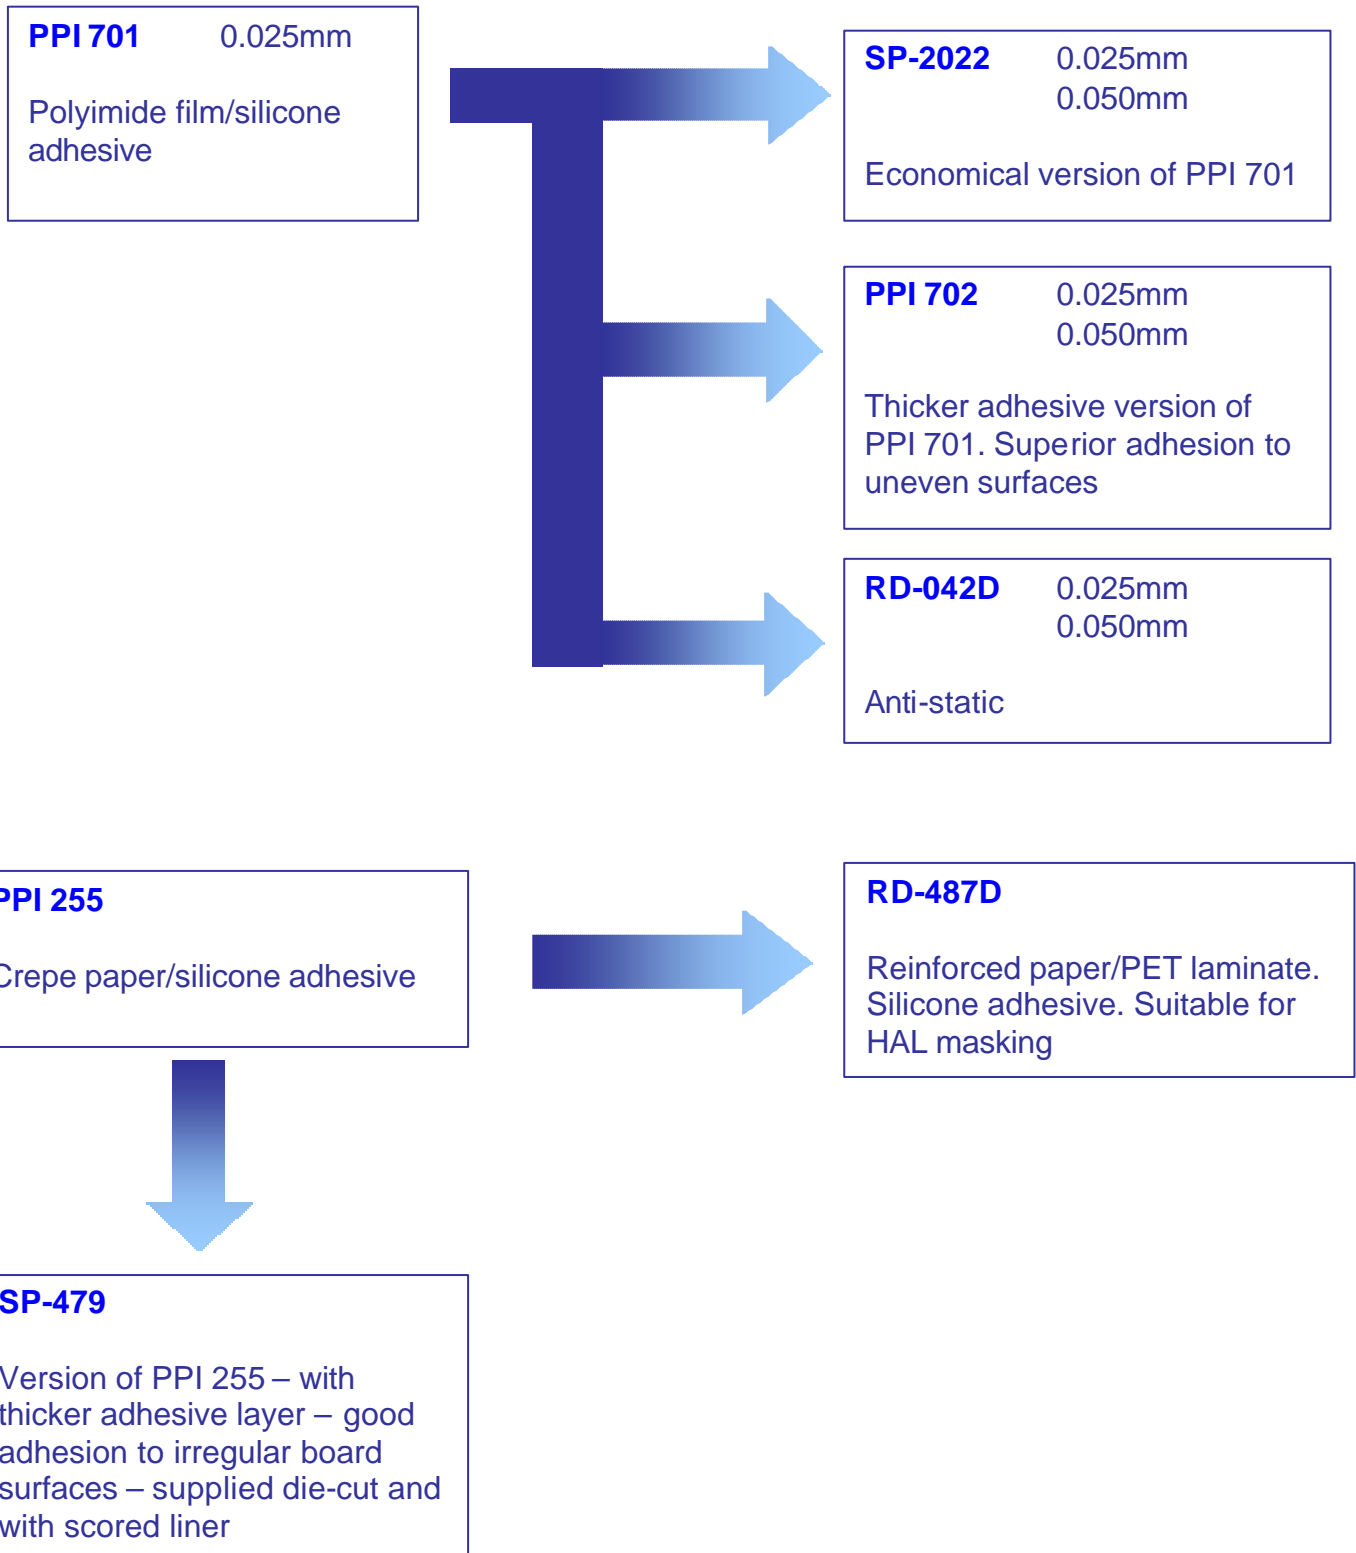 PPI 701 0.025mm
Polyimide film/silicone
adhesive
SP-2022 0.025mm
0.050mm
Economical version of PPI 701
PPI 702 0.025mm
0.050mm
Thicker adhesive version of
PPI 701. Superior adhesion to
uneven surfaces
RD-042D 0.025mm
0.050mm
Anti-static
PPI 255
Crepe paper/silicone adhesive
RD-487D
Reinforced paper/PET laminate.
Silicone adhesive. Suitable for
HAL masking
SP-479
Version of PPI 255 – with
thicker adhesive layer – good
adhesion to irregular board
surfaces – supplied die-cut and
with scored liner